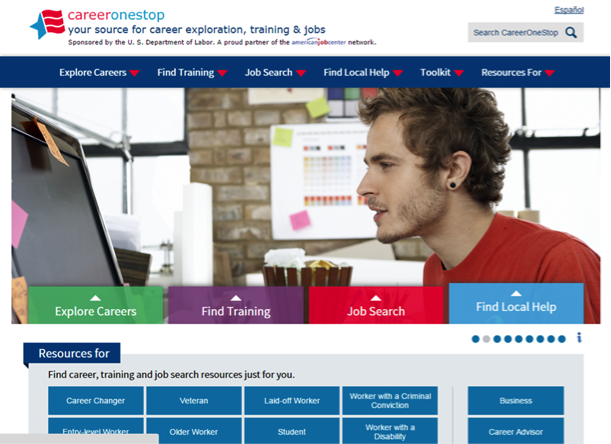 Español
careeronestop
your source for career exploration, training & jobs
Sponsored by the U. S. Department of Labor. A proud partner of the americanjobcenter network.
Search CareerOneStop
Explore Careers Find Training Job Search Find Local Help Toolkit Resources For
Explore Careers Find Training Job Search Find Local Help
i
Resources for
Find career, training and job search resources just for you.
Career Changer Veteran Laid-off Worker Worker with a Criminal Conviction Business
Entry-level Worker Older Worker Student Worker with a Disability Career Advisor